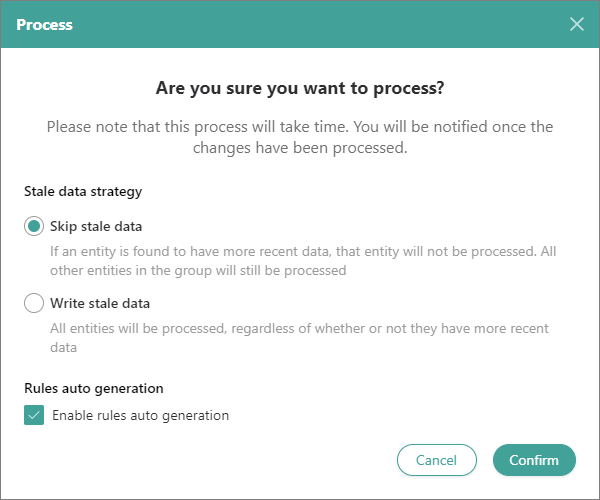 Process
Are you sure you want to process?
Please note that this process will take time. You will be notified once the
changes have been processed.
Stale data strategy
Skip stale data
If an entity is found to have more recent data, that entity will not be processed. All
other entities in the group will still be processed
Write stale data
All entities will be processed, regardless of whether or not they have more recent
data
Rules auto generation
Enable rules auto generation
Cancel Confirm